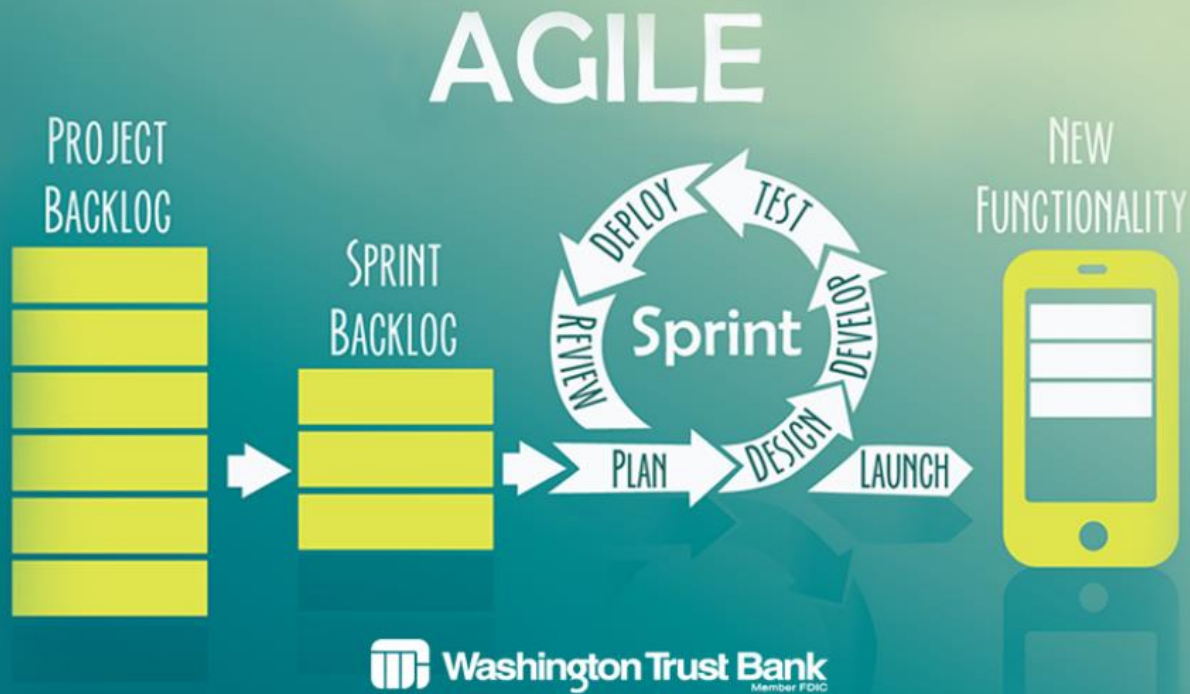 AGILE
PROJECT
BACKLOG
SPRINT
BACKLOG
PLAN
DESIGN
DEVELOP
TEST
DEPLOY
REVIEW
Sprint
LAUNCH
NEW
FUNCTIONALITY
Washington Trust Bank
Member FDIC